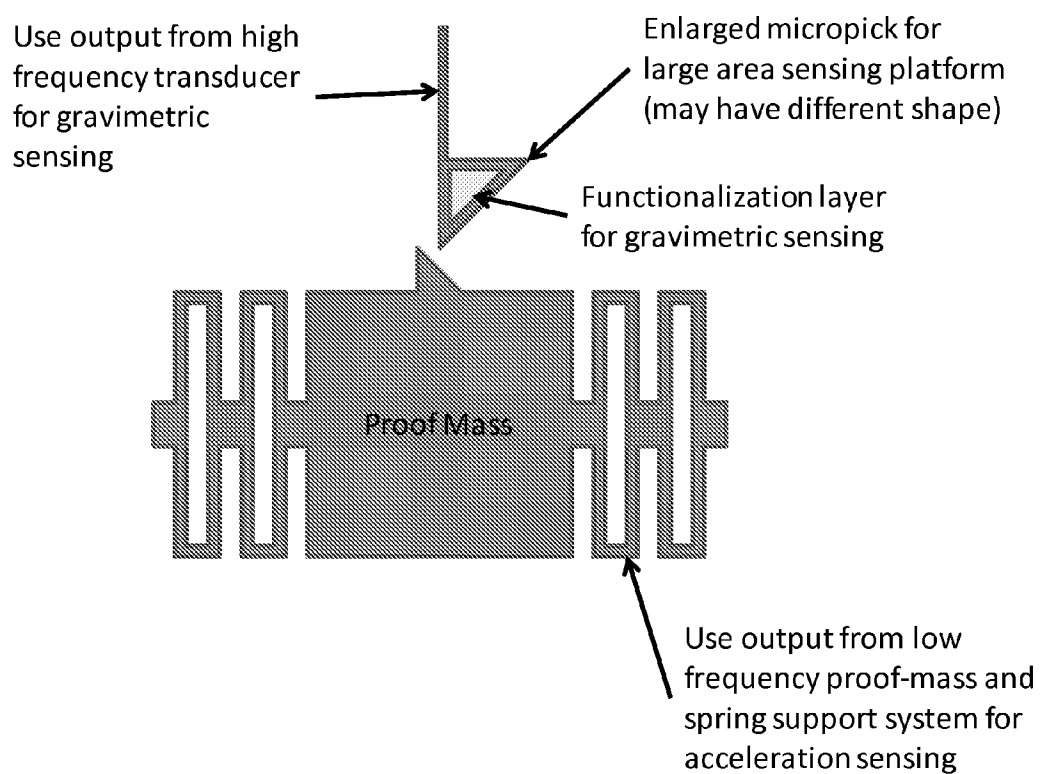 Use output from high
frequency transducer
for gravimetric
sensing
Enlarged micropick for
large area sensing platform
(may have different shape)
Functionalization layer
for gravimetric sensing
Proof Mass
Use output from low
frequency proof-mass and
spring support system for
acceleration sensing